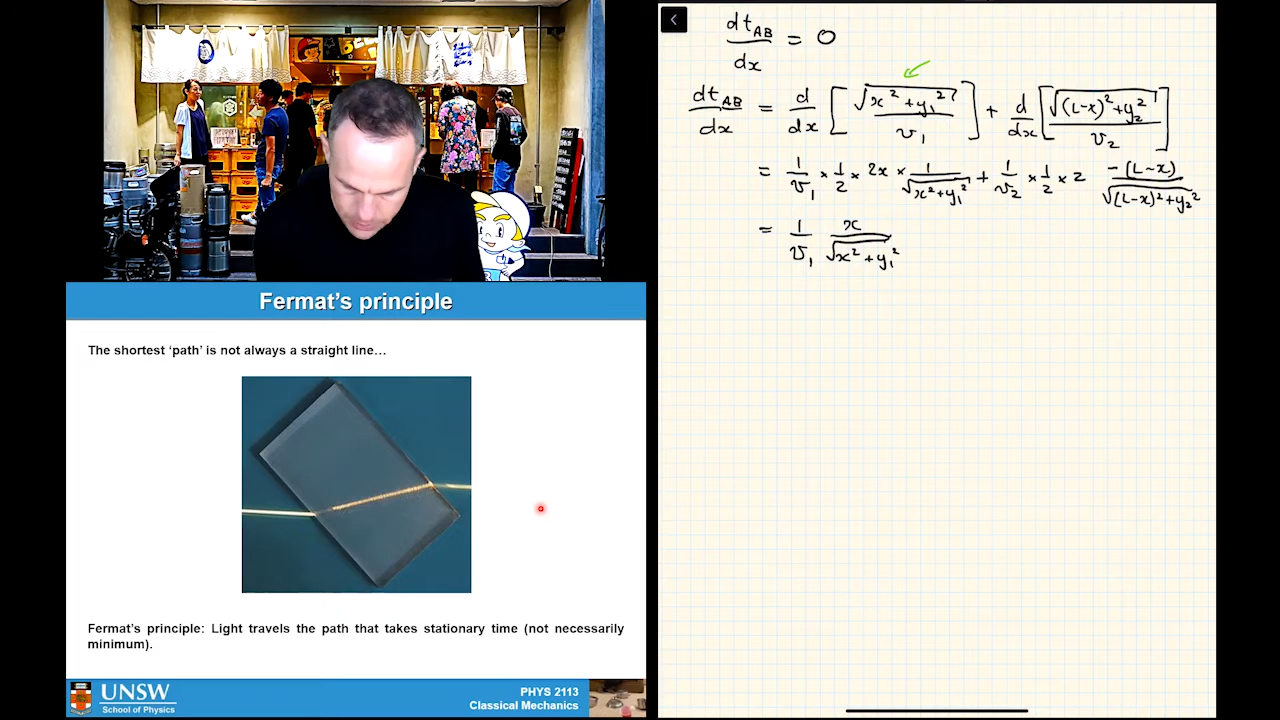 Fermat's principle
The shortest 'path' is not always a straight line…
Fermat's principle: Light travels the path that takes stationary time (not necessarily
minimum).
UNSW
School of Physics
PHYS 2113
Classical Mechanics
dt_AB/dx = 0
dt_AB/dx = d/dx [√(x² + y₁²)/v₁] + d/dx [√((L-x)² + y₂²)/v₂]
= 1/v₁ × 1/2 × 2x × 1/√(x² + y₁²) + 1/v₂ × 1/2 × 2 -(L-x)/√((L-x)² + y₂²)
= 1/v₁ x/√(x² + y₁²)